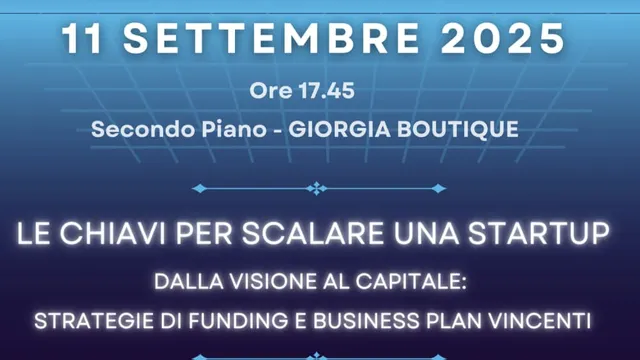 11 SETTEMBRE 2025
Ore 17.45
Secondo Piano - GIORGIA BOUTIQUE
LE CHIAVI PER SCALARE UNA STARTUP
DALLA VISIONE AL CAPITALE:
STRATEGIE DI FUNDING E BUSINESS PLAN VINCENTI